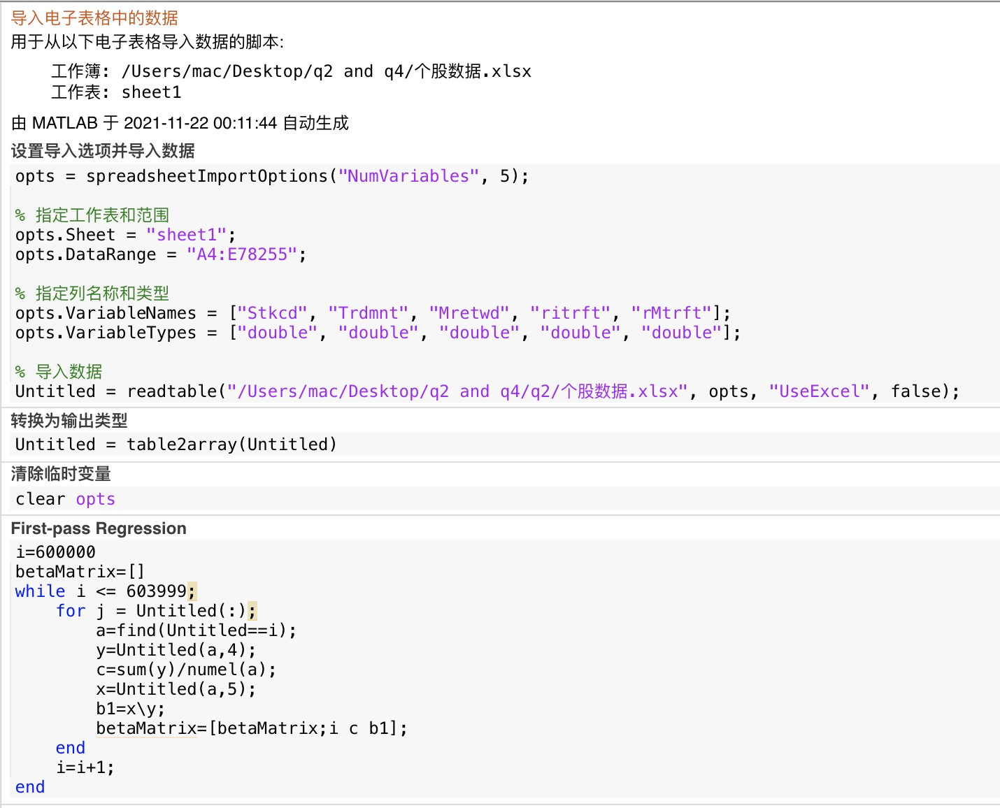 导入电子表格中的数据
用于从以下电子表格导入数据的脚本:
工作簿: /Users/mac/Desktop/q2 and q4/个股数据.xlsx
工作表: sheet1
由 MATLAB 于 2021-11-22 00:11:44 自动生成
设置导入选项并导入数据
opts = spreadsheetImportOptions("NumVariables", 5);
% 指定工作表和范围
opts.Sheet = "sheet1";
opts.DataRange = "A4:E78255";
% 指定列名称和类型
opts.VariableNames = ["Stkcd", "Trdmnt", "Mretwd", "ritrft", "rMtrft"];
opts.VariableTypes = ["double", "double", "double", "double", "double"];
% 导入数据
Untitled = readtable("/Users/mac/Desktop/q2 and q4/q2/个股数据.xlsx", opts, "UseExcel", false);
转换为输出类型
Untitled = table2array(Untitled)
清除临时变量
clear opts
First-pass Regression
i=600000
betaMatrix=[]
while i <= 603999;
for j = Untitled(:);
a=find(Untitled==i);
y=Untitled(a,4);
c=sum(y)/numel(a);
x=Untitled(a,5);
b1=x\y;
betaMatrix=[betaMatrix;i c b1];
end
i=i+1;
end